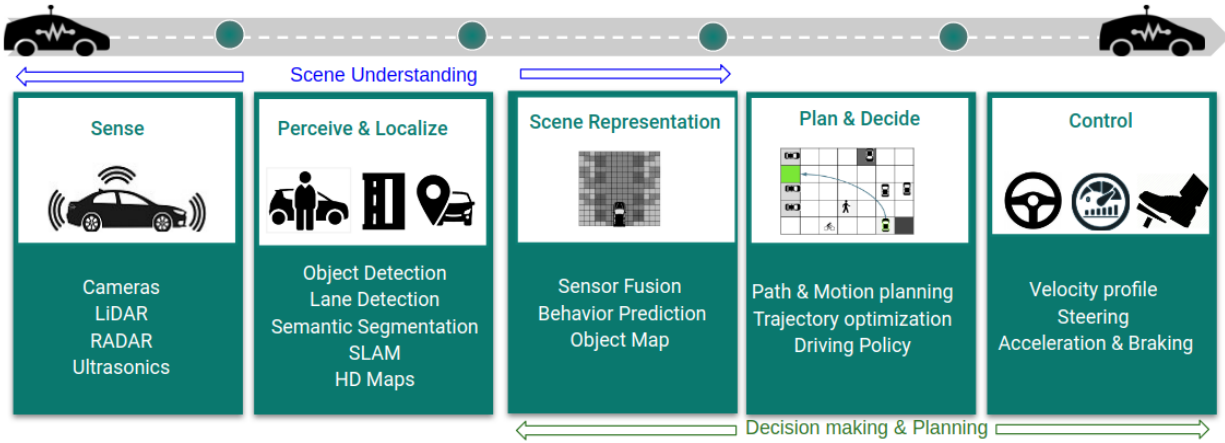 Scene Understanding
Sense
Cameras
LiDAR
RADAR
Ultrasonics
Perceive & Localize
Object Detection
Lane Detection
Semantic Segmentation
SLAM
HD Maps
Scene Representation
Sensor Fusion
Behavior Prediction
Object Map
Plan & Decide
Path & Motion planning
Trajectory optimization
Driving Policy
Control
Velocity profile
Steering
Acceleration & Braking
Decision making & Planning